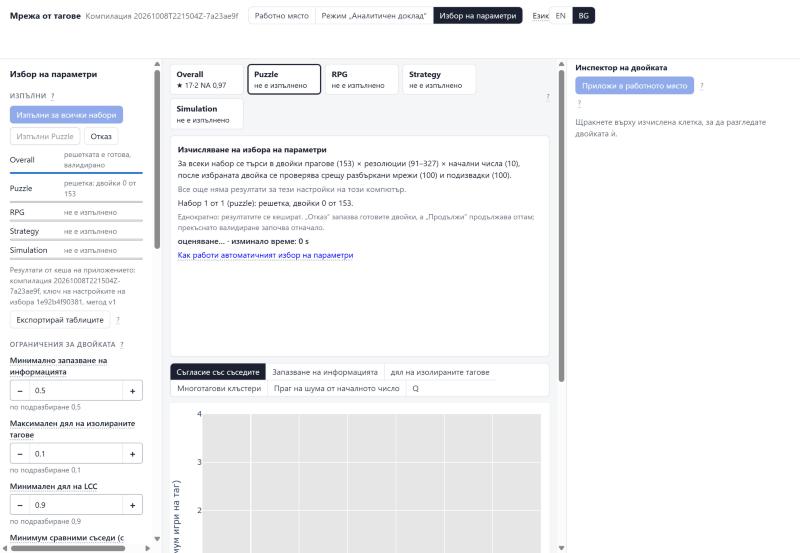 Мрежа от тагове Компилация 20261008T221504Z-7a23ae9f Работно място Режим „Аналитичен доклад“ Избор на параметри Език EN BG
Избор на параметри
ИЗПЪЛНИ ?
Изпълни за всички набори
Изпълни Puzzle Отказ
Overall решетката е готова, валидирано
Puzzle решетка: двойки 0 от 153
RPG не е изпълнено
Strategy не е изпълнено
Simulation не е изпълнено
Резултати от кеша на приложението:
компилация 20261008T221504Z-
7a23ae9f, ключ на настройките на
избора 1e92b4f90381, метод v1
Експортирай таблиците ?
ОГРАНИЧЕНИЯ ЗА ДВОЙКАТА ?
Минимално запазване на
информацията
− 0.5 +
по подразбиране 0,5
Максимален дял на изолираните
тагове
− 0.1 +
по подразбиране 0,1
Минимален дял на LCC
− 0.9 +
по подразбиране 0,9
Минимум сравними съседи (с
Overall
★ 17·2 NA 0,97
Puzzle
не е изпълнено
RPG
не е изпълнено
Strategy
не е изпълнено
Simulation
не е изпълнено
?
Изчисляване на избора на параметри
За всеки набор се търси в двойки прагове (153) × резолюции (91–327) × начални числа (10),
после избраната двойка се проверява срещу разбъркани мрежи (100) и подизвадки (100).
Все още няма резултати за тези настройки на този компютър.
Набор 1 от 1 (puzzle): решетка, двойки 0 от 153.
Еднократно: резултатите се кешират. „Отказ“ запазва готовите двойки, а „Продължи“ продължава оттам;
прекъснато валидиране започва отначало.
оценяване… · изминало време: 0 s
Как работи автоматичният избор на параметри
Съгласие със съседите Запазване на информацията дял на изолираните тагове
Многотагови клъстери Праг на шума от началното число Q
4
3
2
мум игри на таг)
Инспектор на двойката
Приложи в работното място ?
?
Щракнете върху изчислена клетка, за да разгледате
двойката ѝ.